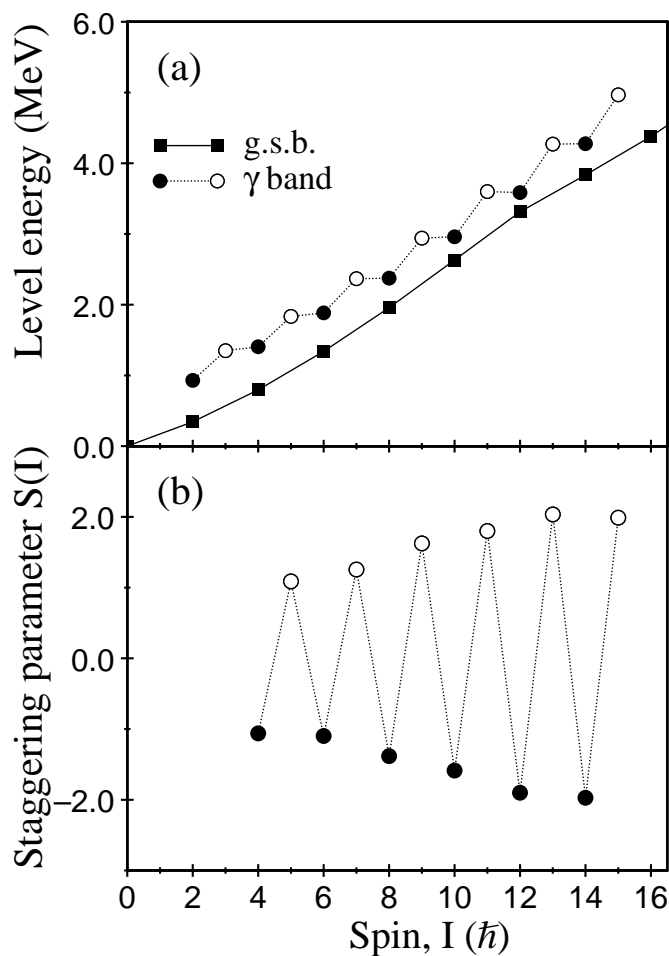 6.0
(a)
g.s.b.
γ band
4.0
2.0
0.0
Level energy (MeV)
(b)
2.0
0.0
−2.0
Staggering parameter S(I)
0 2 4 6 8 10 12 14 16
Spin, I (ℏ)